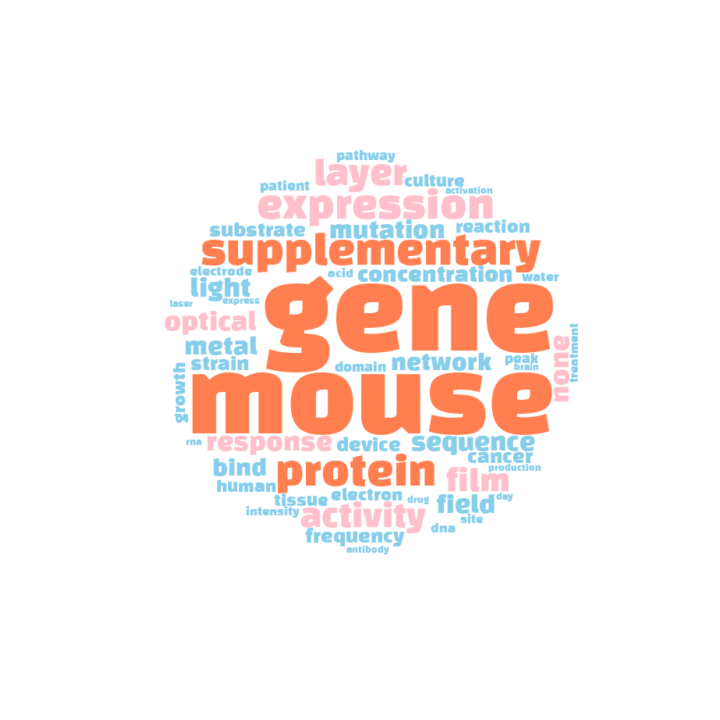 pathway
layer
patient
culture
activation
expression
substrate
mutation
reaction
supplementary
electrode
acid
concentration
water
light
gene
laser
express
optical
metal
none
treatment
strain
domain
network
peak
brain
growth
mouse
rna
response
device
sequence
cancer
bind
protein
production
human
film
tissue
electron
drug
field
day
intensity
activity
site
frequency
dna
antibody